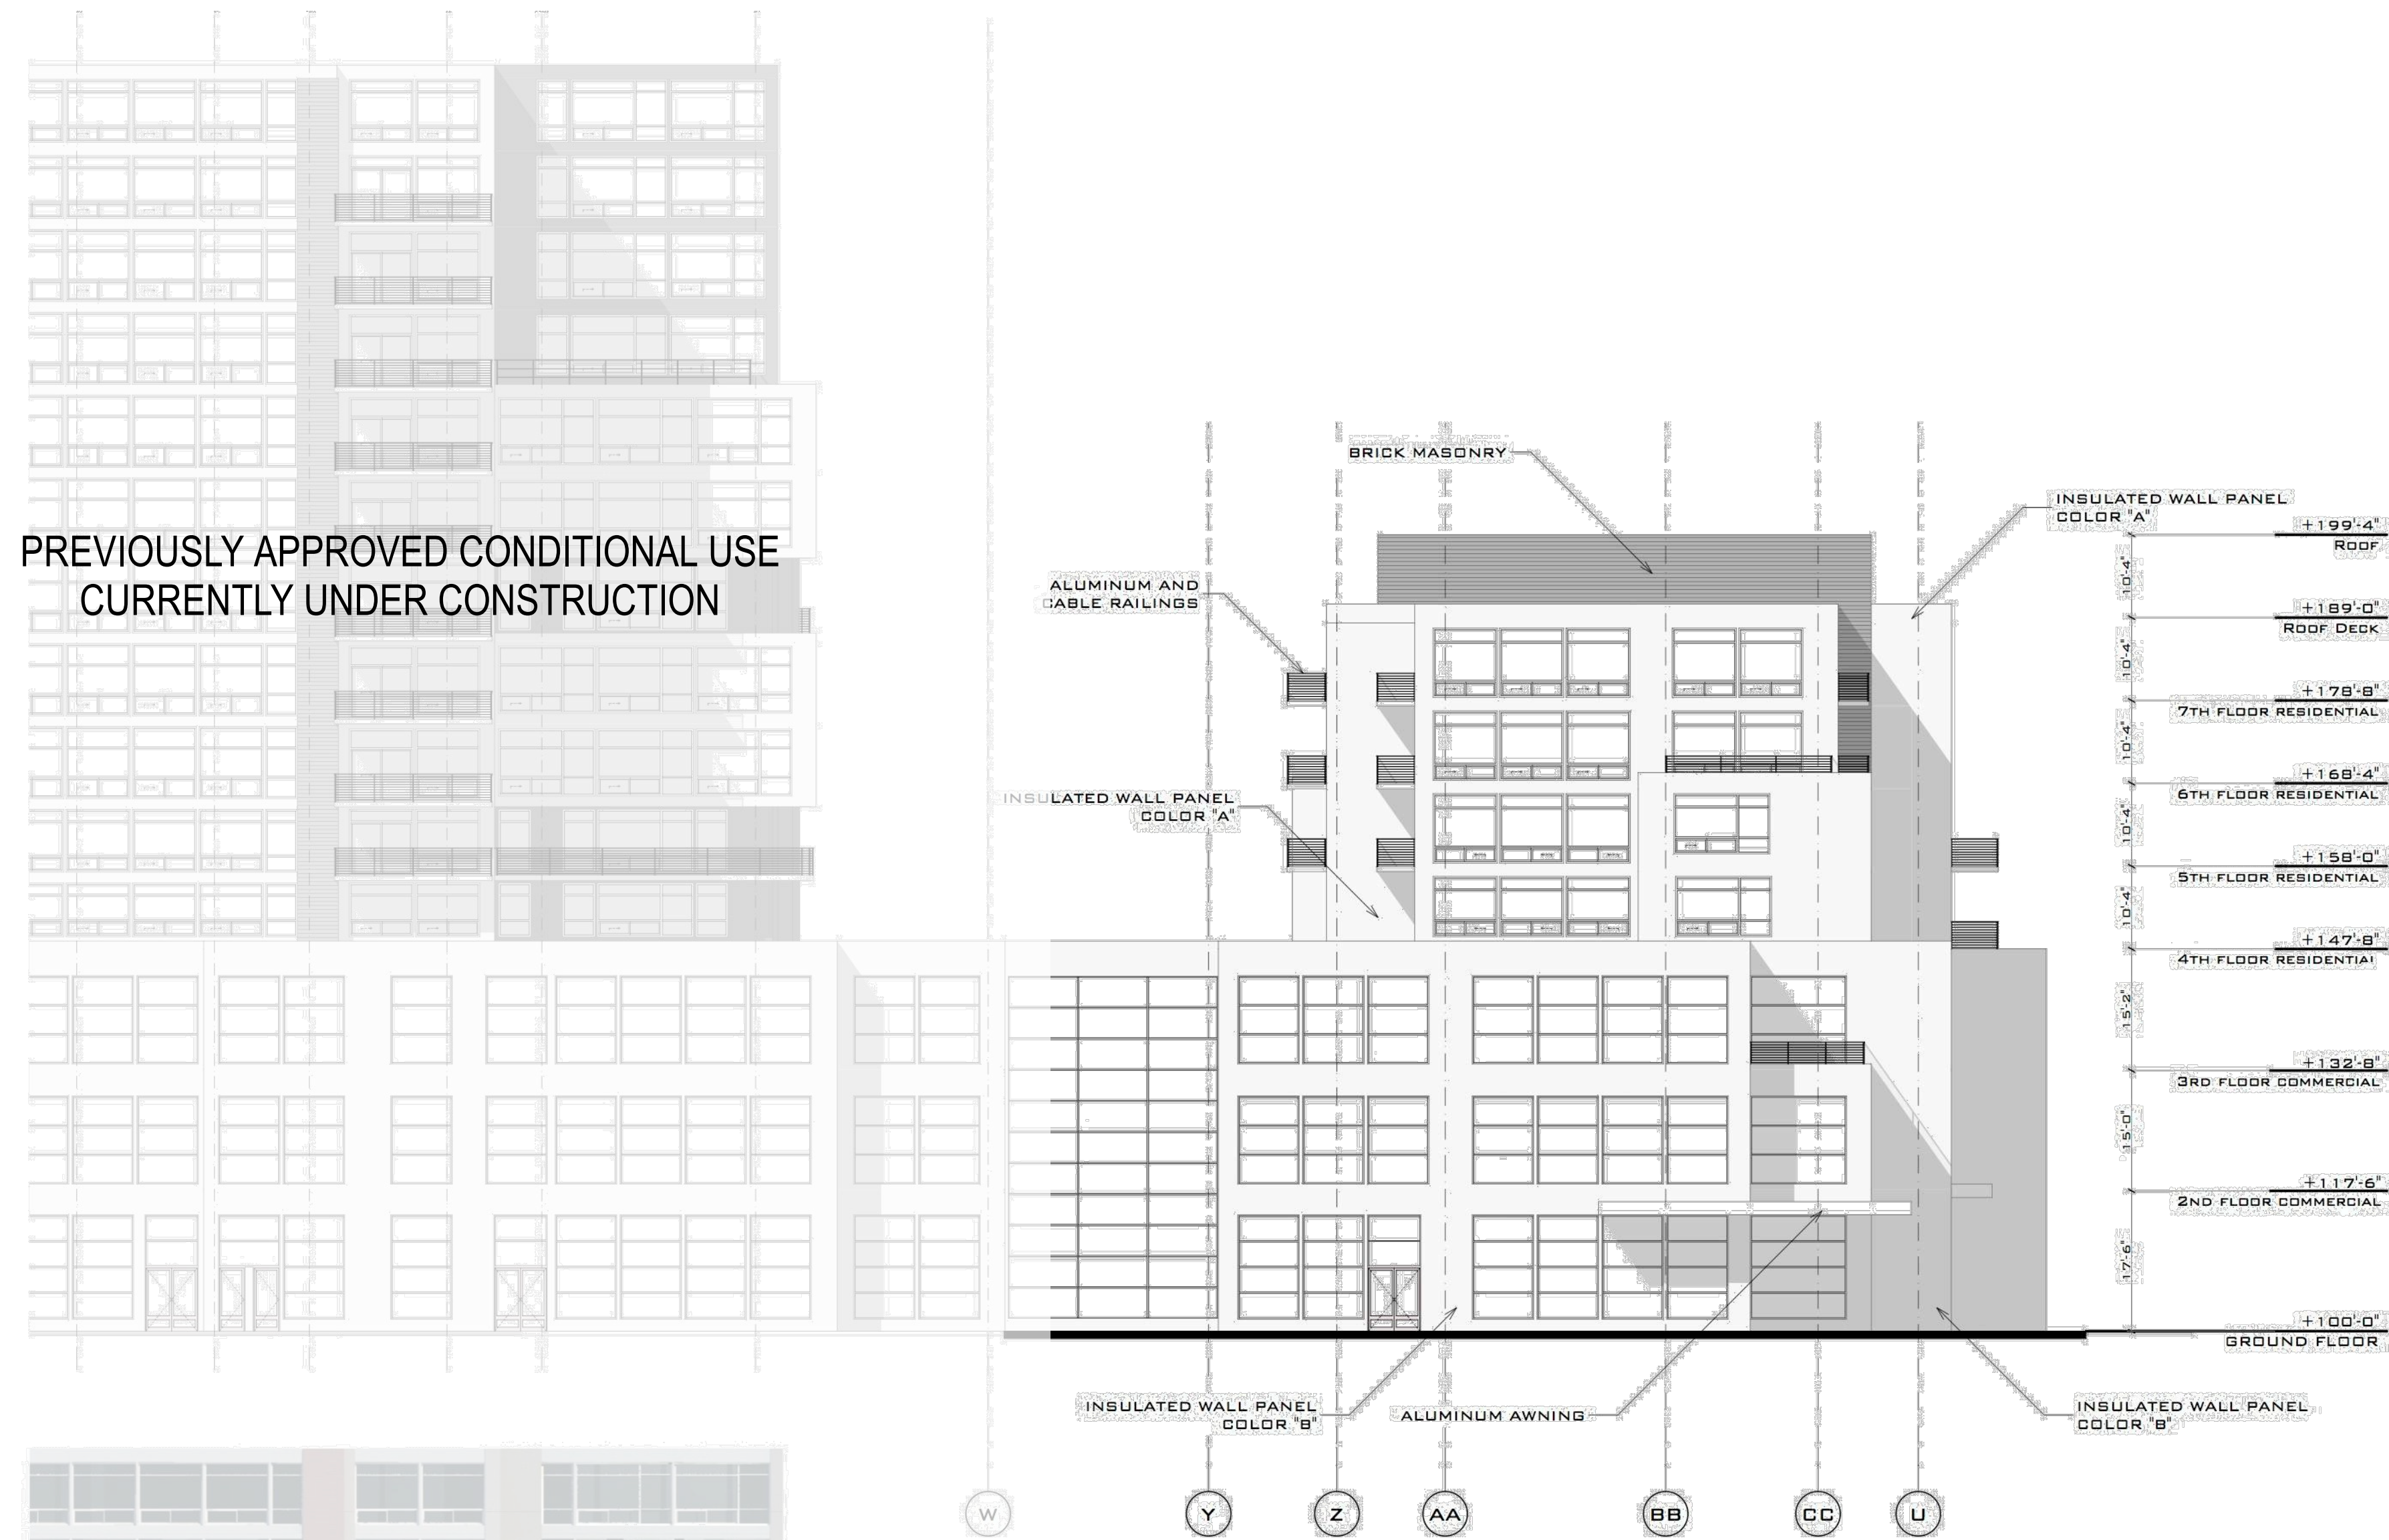 PREVIOUSLY APPROVED CONDITIONAL USE
CURRENTLY UNDER CONSTRUCTION
BRICK MASONRY
ALUMINUM AND
CABLE RAILINGS
INSULATED WALL PANEL
COLOR "A"
INSULATED WALL PANEL
COLOR "A"
+199'-4"
ROOF
10'-4"
+189'-0"
ROOF DECK
10'-4"
+178'-8"
7TH FLOOR RESIDENTIAL
10'-4"
+168'-4"
6TH FLOOR RESIDENTIAL
10'-4"
+158'-0"
5TH FLOOR RESIDENTIAL
10'-4"
+147'-8"
4TH FLOOR RESIDENTIAL
15'-2"
+132'-8"
3RD FLOOR COMMERCIAL
15'-0"
+117'-6"
2ND FLOOR COMMERCIAL
17'-6"
+100'-0"
GROUND FLOOR
INSULATED WALL PANEL
COLOR "B"
ALUMINUM AWNING
INSULATED WALL PANEL
COLOR "B"
W
Y
Z
AA
BB
CC
U